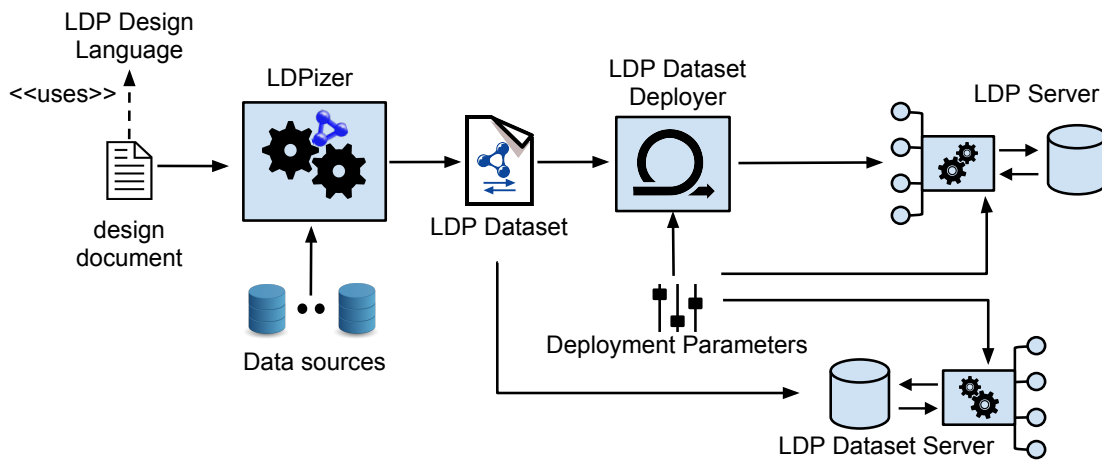 LDP Design
Language
<<uses>>
design
document
LDPizer
Data sources
LDP Dataset
LDP Dataset
Deployer
Deployment Parameters
LDP Server
LDP Dataset Server